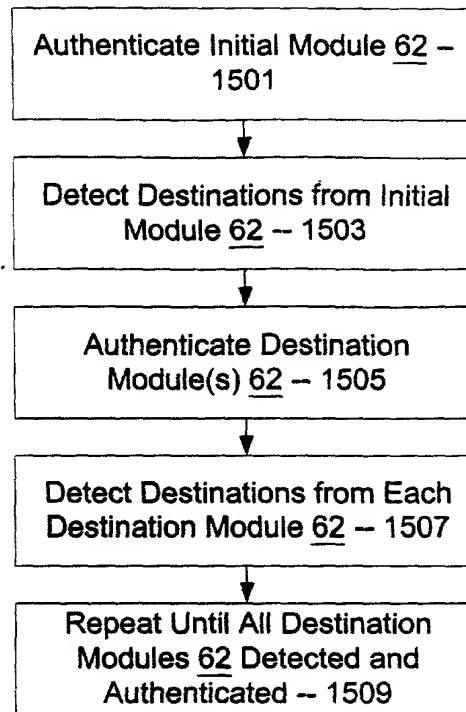 Authenticate Initial Module 62 –
1501
Detect Destinations from Initial
Module 62 – 1503
Authenticate Destination
Module(s) 62 – 1505
Detect Destinations from Each
Destination Module 62 – 1507
Repeat Until All Destination
Modules 62 Detected and
Authenticated -- 1509